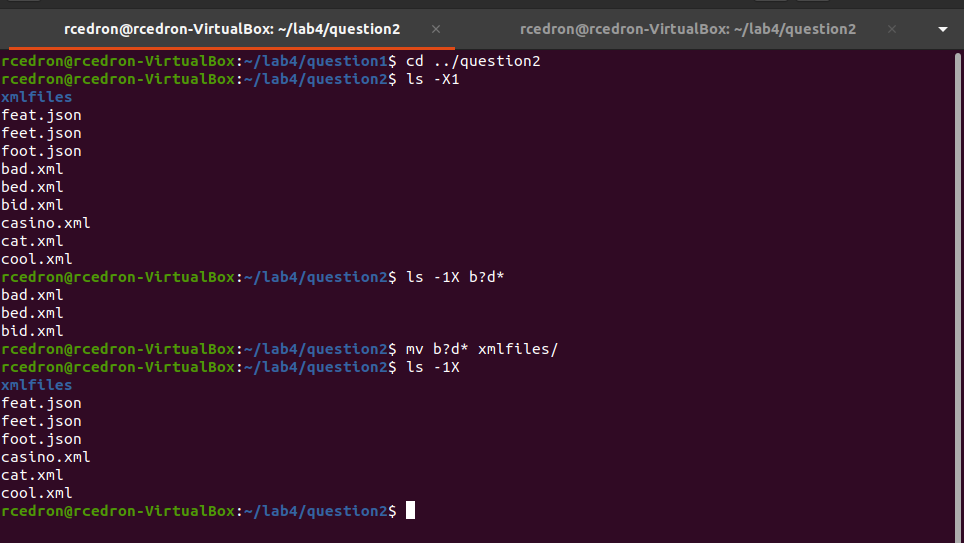 rcedron@rcedron-VirtualBox: ~/lab4/question2 × rcedron@rcedron-VirtualBox: ~/lab4/question2 ×
rcedron@rcedron-VirtualBox:~/lab4/question1$ cd ../question2
rcedron@rcedron-VirtualBox:~/lab4/question2$ ls -X1
xmlfiles
feat.json
feet.json
foot.json
bad.xml
bed.xml
bid.xml
casino.xml
cat.xml
cool.xml
rcedron@rcedron-VirtualBox:~/lab4/question2$ ls -1X b?d*
bad.xml
bed.xml
bid.xml
rcedron@rcedron-VirtualBox:~/lab4/question2$ mv b?d* xmlfiles/
rcedron@rcedron-VirtualBox:~/lab4/question2$ ls -1X
xmlfiles
feat.json
feet.json
foot.json
casino.xml
cat.xml
cool.xml
rcedron@rcedron-VirtualBox:~/lab4/question2$